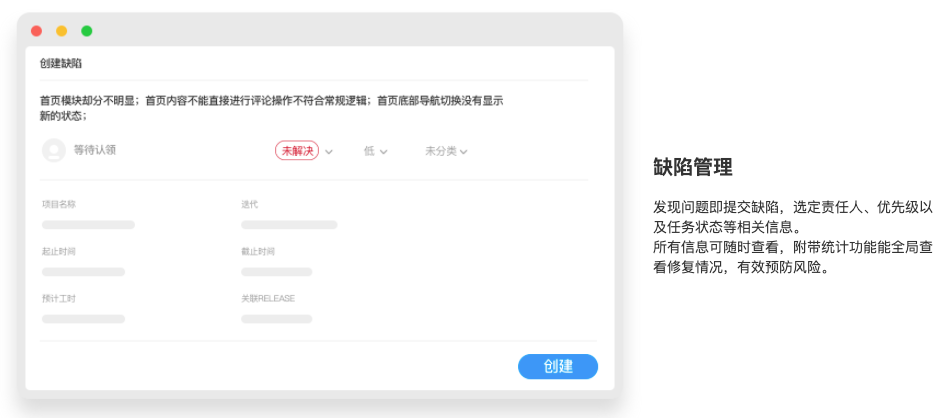 创建缺陷
首页模块却分不明显；首页内容不能直接进行评论操作不符合常规逻辑；首页底部导航切换没有显示
新的状态；
等待认领
未解决
低
未分类
项目名称
迭代
起止时间
截止时间
预计工时
关联RELEASE
创建
缺陷管理
发现问题即提交缺陷，选定责任人、优先级以
及任务状态等相关信息。
所有信息可随时查看，附带统计功能能全局查
看修复情况，有效预防风险。